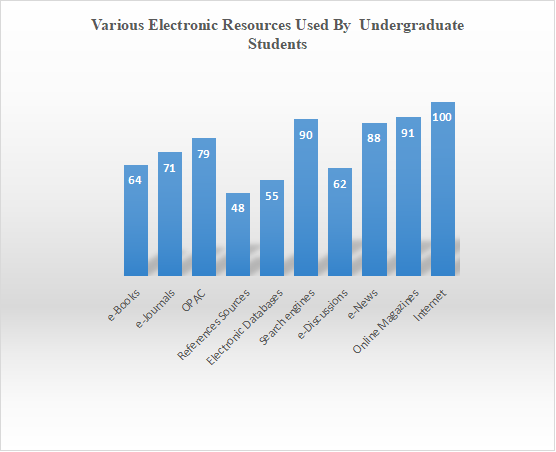 Various Electronic Resources Used By  Undergraduate
Students
64
71
79
48
55
90
62
88
91
100
e-Books
e-Journals
OPAC
References Sources
Electronic Databases
Search engines
e-Discussions
e-News
Online Magazines
Internet